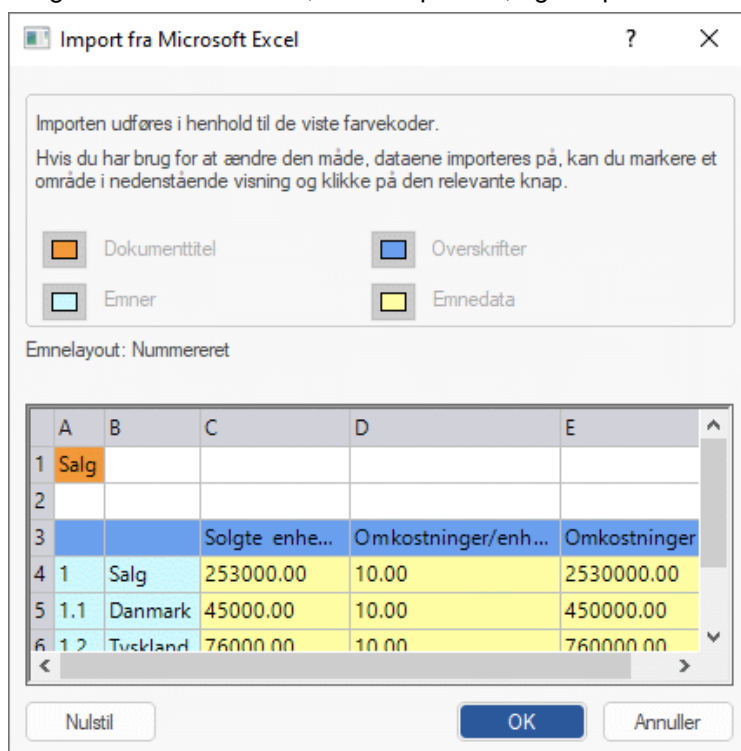 Import fra Microsoft Excel ?
Importen udføres i henhold til de viste farvekoder.
Hvis du har brug for at ændre den måde, dataene importeres på, kan du markere et
område i nedenstående visning og klikke på den relevante knap.
Dokumenttitel Overskrifter
Emner Emnedata
Emnelayout: Nummereret
A B C D E
1 Salg
2
3 Solgte enhe... Omkostninger/enh... Omkostninger
4 1 Salg 253000.00 10.00 2530000.00
5 1.1 Danmark 45000.00 10.00 450000.00
6 1.2 Tyskland 76000.00 10.00 760000.00
Nulstil OK Annuller